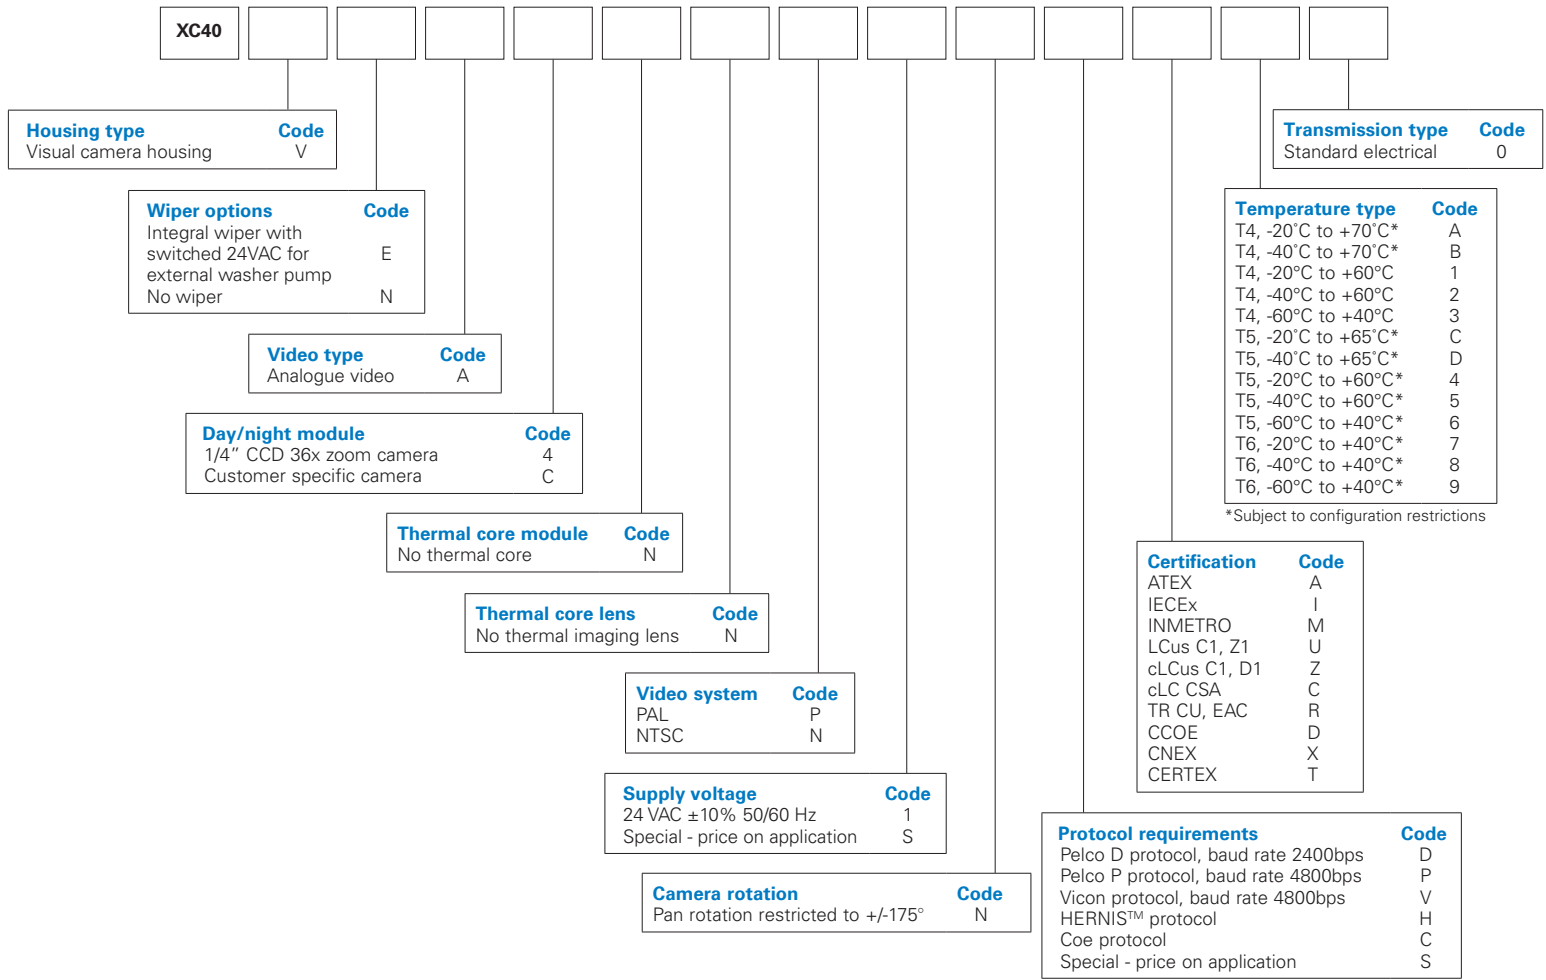 XC40
Housing type Code
Visual camera housing V
Wiper options Code
Integral wiper with
switched 24VAC for E
external washer pump
No wiper N
Video type Code
Analogue video A
Day/night module Code
1/4” CCD 36x zoom camera 4
Customer specific camera C
Thermal core module Code
No thermal core N
Thermal core lens Code
No thermal imaging lens N
Video system Code
PAL P
NTSC N
Supply voltage Code
24 VAC ±10% 50/60 Hz 1
Special - price on application S
Camera rotation Code
Pan rotation restricted to +/-175° N
Protocol requirements Code
Pelco D protocol, baud rate 2400bps D
Pelco P protocol, baud rate 4800bps P
Vicon protocol, baud rate 4800bps V
HERNIS™ protocol H
Coe protocol C
Special - price on application S
Certification Code
ATEX A
IECEx I
INMETRO M
LCus C1, Z1 U
cLCus C1, D1 Z
cLC CSA C
TR CU, EAC R
CCOE D
CNEX X
CERTEX T
Temperature type Code
T4, -20˚C to +70˚C* A
T4, -40˚C to +70˚C* B
T4, -20°C to +60°C 1
T4, -40°C to +60°C 2
T4, -60°C to +40°C 3
T5, -20˚C to +65˚C* C
T5, -40˚C to +65˚C* D
T5, -20°C to +60°C* 4
T5, -40°C to +60°C* 5
T5, -60°C to +40°C* 6
T6, -20°C to +40°C* 7
T6, -40°C to +40°C* 8
T6, -60°C to +40°C* 9
*Subject to configuration restrictions
Transmission type Code
Standard electrical 0